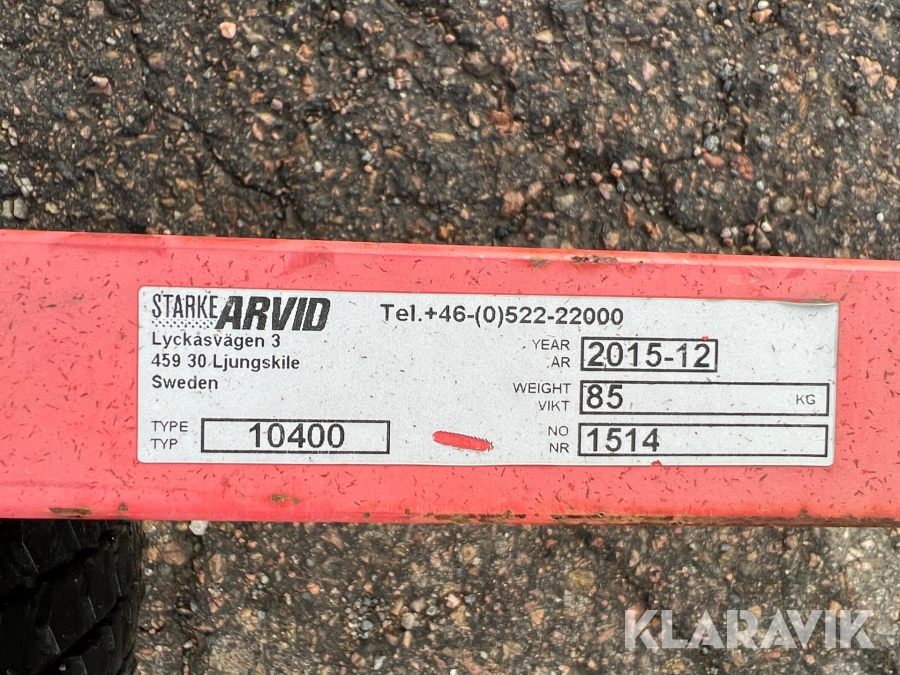 STARKE ARVID
Lyckåsvägen 3
459 30 Ljungskile
Sweden
TYPE
TYP
10400
Tel.+46-(0)522-22000
YEAR
AR
2015-12
WEIGHT
VIKT
85 KG
NO
NR
1514
KLARAVIK